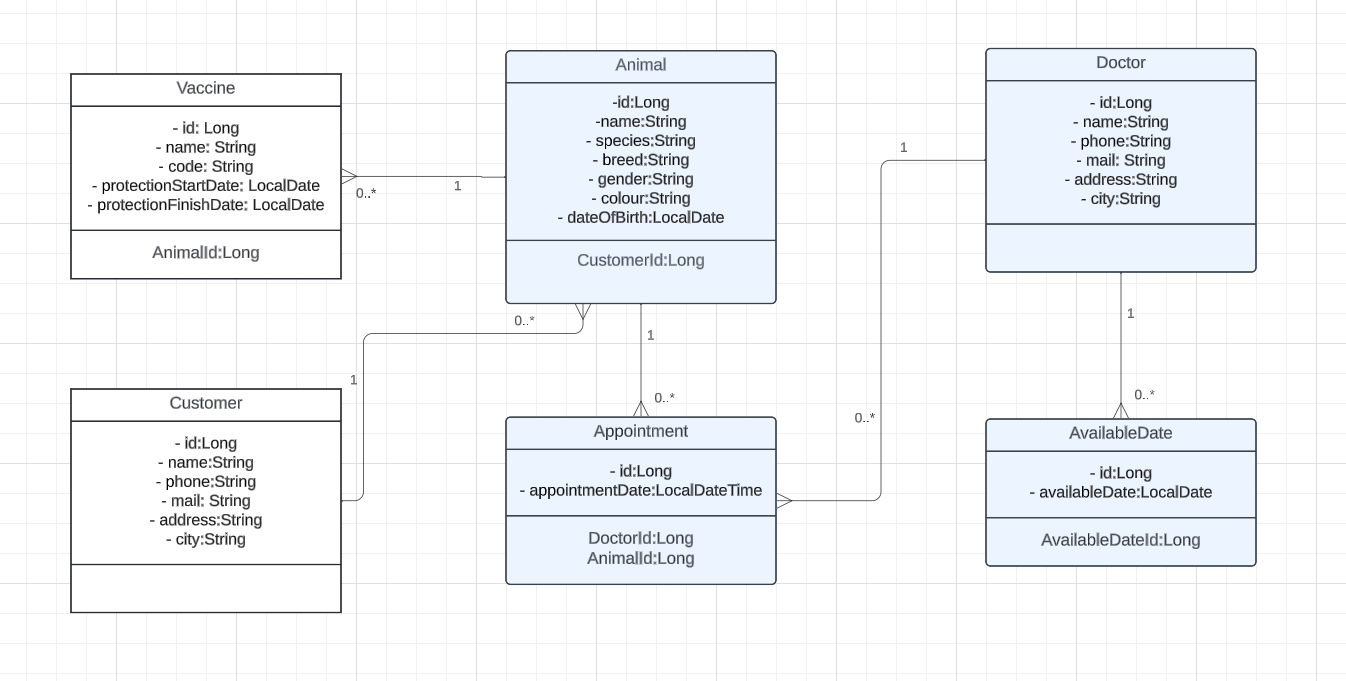 Vaccine
- id: Long
- name: String
- code: String
- protectionStartDate: LocalDate
- protectionFinishDate: LocalDate
AnimalId:Long
0..*
1
Animal
-id:Long
-name:String
- species:String
- breed:String
- gender:String
- colour:String
- dateOfBirth:LocalDate
CustomerId:Long
Doctor
- id:Long
- name:String
- phone:String
- mail: String
- address:String
- city:String
1
0..*
1
1
0..*
0..*
1
0..*
1
Customer
- id:Long
- name:String
- phone:String
- mail: String
- address:String
- city:String
Appointment
- id:Long
- appointmentDate:LocalDateTime
DoctorId:Long
AnimalId:Long
AvailableDate
- id:Long
- availableDate:LocalDate
AvailableDateId:Long